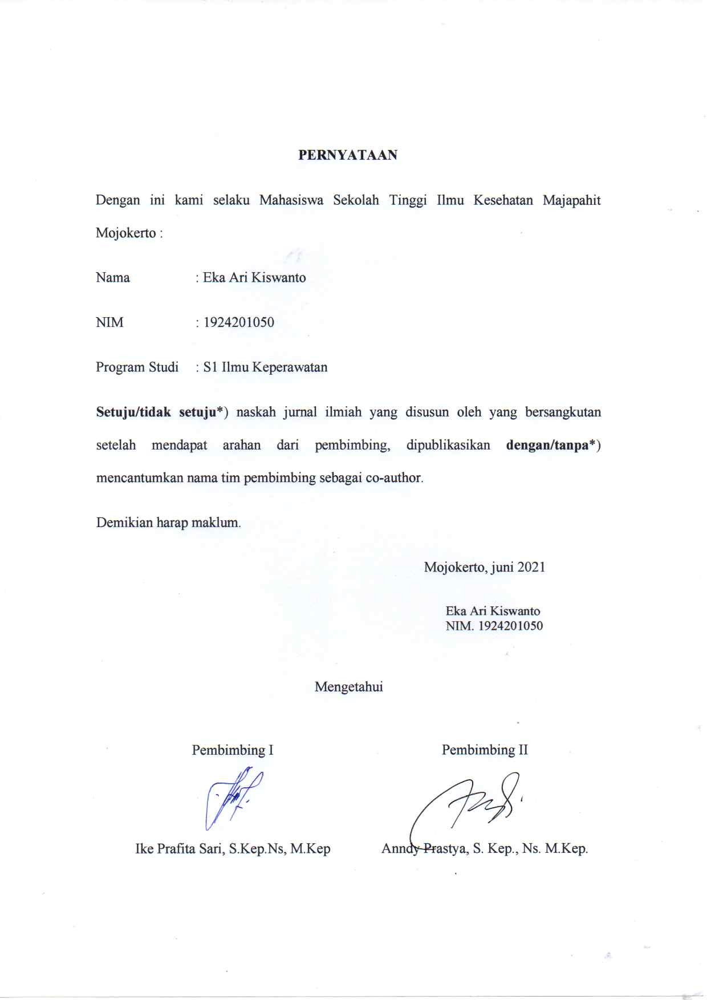 PERNYATAAN
Dengan ini kami selaku Mahasiswa Sekolah Tinggi Ilmu Kesehatan Majapahit
Mojokerto :
Nama : Eka Ari Kiswanto
NIM : 1924201050
Program Studi : S1 Ilmu Keperawatan
Setuju/tidak setuju*) naskah jurnal ilmiah yang disusun oleh yang bersangkutan
setelah mendapat arahan dari pembimbing, dipublikasikan dengan/tanpa*)
mencantumkan nama tim pembimbing sebagai co-author.
Demikian harap maklum.
Mojokerto, juni 2021
Eka Ari Kiswanto
NIM. 1924201050
Mengetahui
Pembimbing I Pembimbing II
Ike Prafita Sari, S.Kep.Ns, M.Kep Anndy Prastya, S. Kep., Ns. M.Kep.